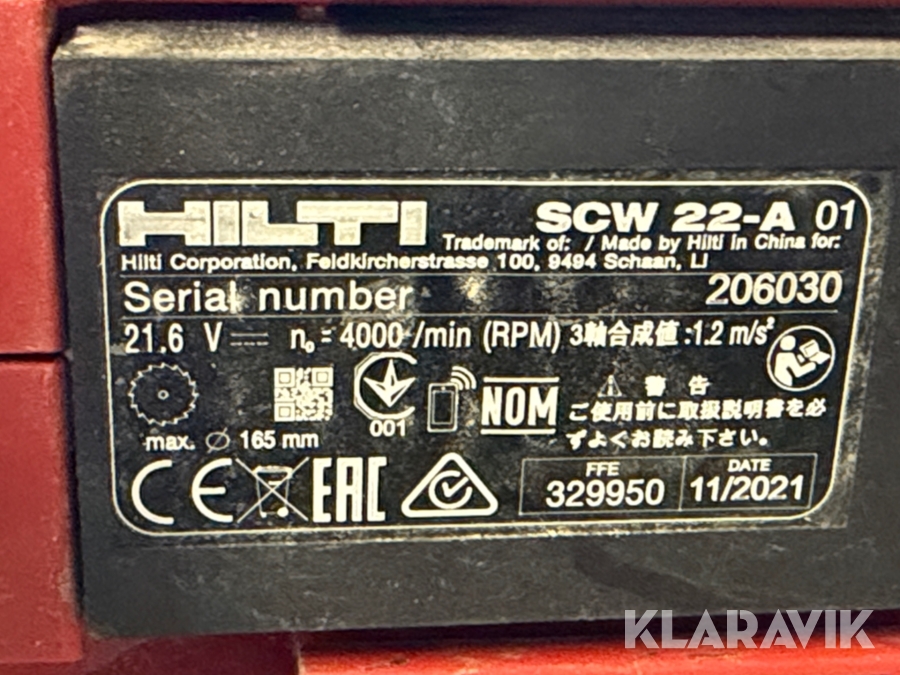 HILTI
SCW 22-A 01
Trademark of: / Made by Hilti in China for:
Hilti Corporation, Feldkircherstrasse 100, 9494 Schaan, LI
Serial number 206030
21.6 V n₀ = 4000 /min (RPM) 3軸合成値:1.2 m/s²
001
NOM
警告
ご使用前に取扱説明書を必
ずよくお読み下さい。
max. Ø 165 mm
CE EAC
FFE
329950
DATE
11/2021
KLARAVIK